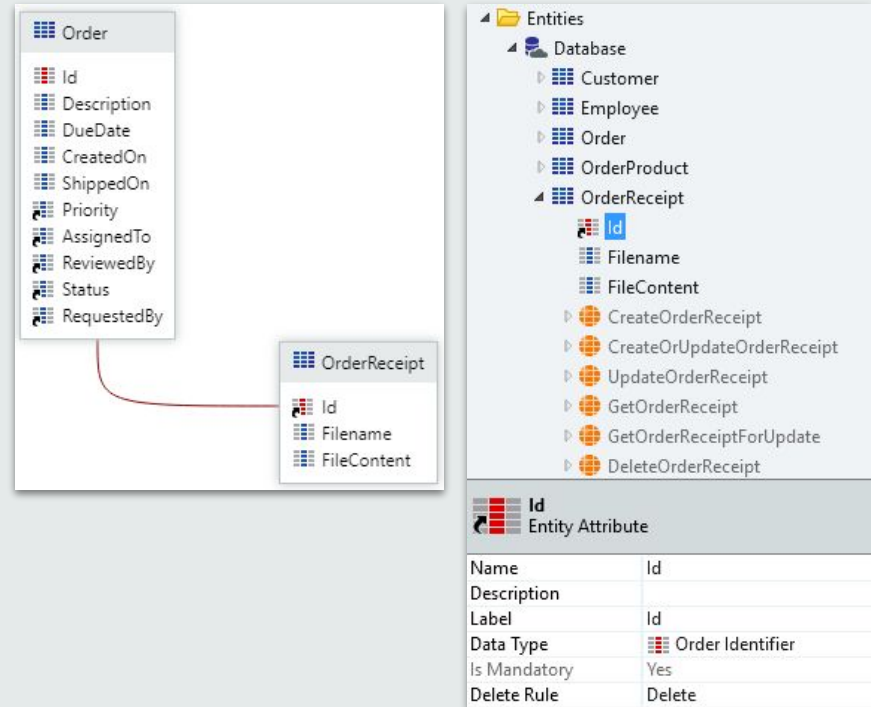 Order
Id
Description
DueDate
CreatedOn
ShippedOn
Priority
AssignedTo
ReviewedBy
Status
RequestedBy
OrderReceipt
Id
Filename
FileContent
Entities
Database
Customer
Employee
Order
OrderProduct
OrderReceipt
Id
Filename
FileContent
CreateOrderReceipt
CreateOrUpdateOrderReceipt
UpdateOrderReceipt
GetOrderReceipt
GetOrderReceiptForUpdate
DeleteOrderReceipt
Id
Entity Attribute
Name Id
Description
Label Id
Data Type Order Identifier
Is Mandatory Yes
Delete Rule Delete